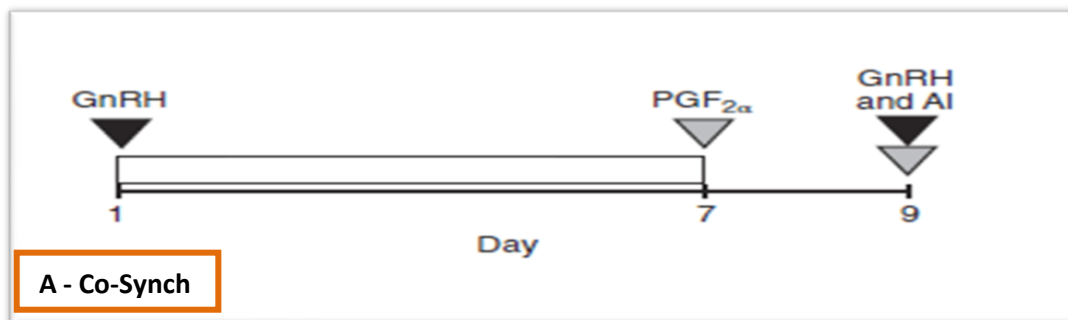 GnRH
PGF2α
GnRH
and AI
1
7
9
Day
A - Co-Synch